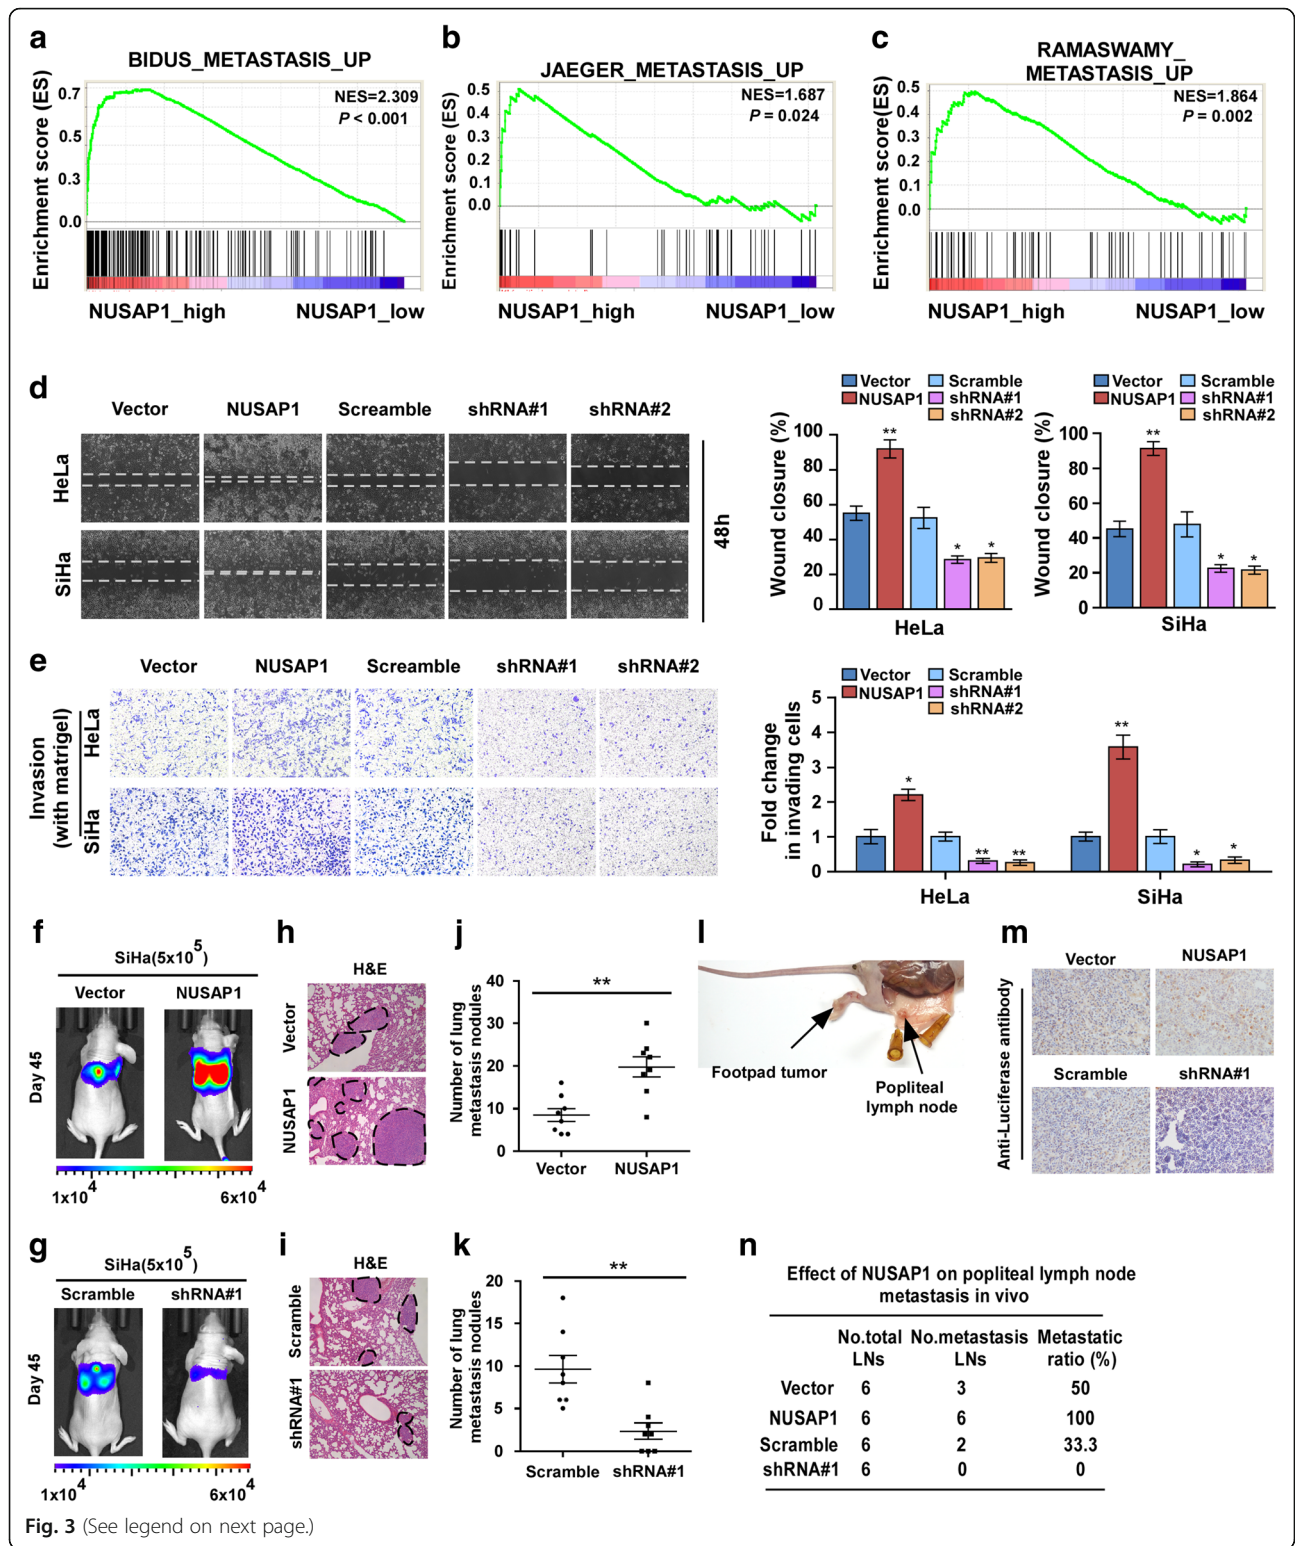 a
BIDUS_METASTASIS_UP
Enrichment score (ES)
0.7
0.5
0.3
0.0
NES=2.309
P < 0.001
NUSAP1_high
NUSAP1_low
b
JAEGER_METASTASIS_UP
Enrichment score (ES)
0.5
0.4
0.3
0.2
0.1
0.0
NES=1.687
P = 0.024
NUSAP1_high
NUSAP1_low
c
RAMASWAMY_
METASTASIS_UP
Enrichment score(ES)
0.5
0.4
0.3
0.2
0.1
0.0
NES=1.864
P = 0.002
NUSAP1_high
NUSAP1_low
d
Vector
NUSAP1
Screamble
shRNA#1
shRNA#2
HeLa
SiHa
48h
Vector
Scramble
NUSAP1
shRNA#1
shRNA#2
Wound closure (%)
100
80
60
40
20
0
**
*
*
HeLa
Vector
Scramble
NUSAP1
shRNA#1
shRNA#2
Wound closure (%)
100
80
60
40
20
0
**
*
*
SiHa
e
Vector
NUSAP1
Screamble
shRNA#1
shRNA#2
Invasion
(with matrigel)
HeLa
SiHa
Vector
Scramble
NUSAP1
shRNA#1
shRNA#2
Fold change
in invading cells
5
4
3
2
1
0
*
**
**
**
*
*
HeLa
SiHa
f
SiHa(5x10^5)
Vector
NUSAP1
Day 45
1x10^4
6x10^4
h
H&E
Vector
NUSAP1
j
Number of lung
metastasis nodules
40
30
20
10
0
**
Vector
NUSAP1
l
Footpad tumor
Popliteal
lymph node
m
Anti-Luciferase antibody
Vector
NUSAP1
Scramble
shRNA#1
g
SiHa(5x10^5)
Scramble
shRNA#1
Day 45
1x10^4
6x10^4
i
H&E
Scramble
shRNA#1
k
Number of lung
metastasis nodules
20
15
10
5
0
**
Scramble
shRNA#1
n
Effect of NUSAP1 on popliteal lymph node
metastasis in vivo
No.total No.metastasis Metastatic
LNs LNs ratio (%)
Vector 6 3 50
NUSAP1 6 6 100
Scramble 6 2 33.3
shRNA#1 6 0 0
Fig. 3 (See legend on next page.)